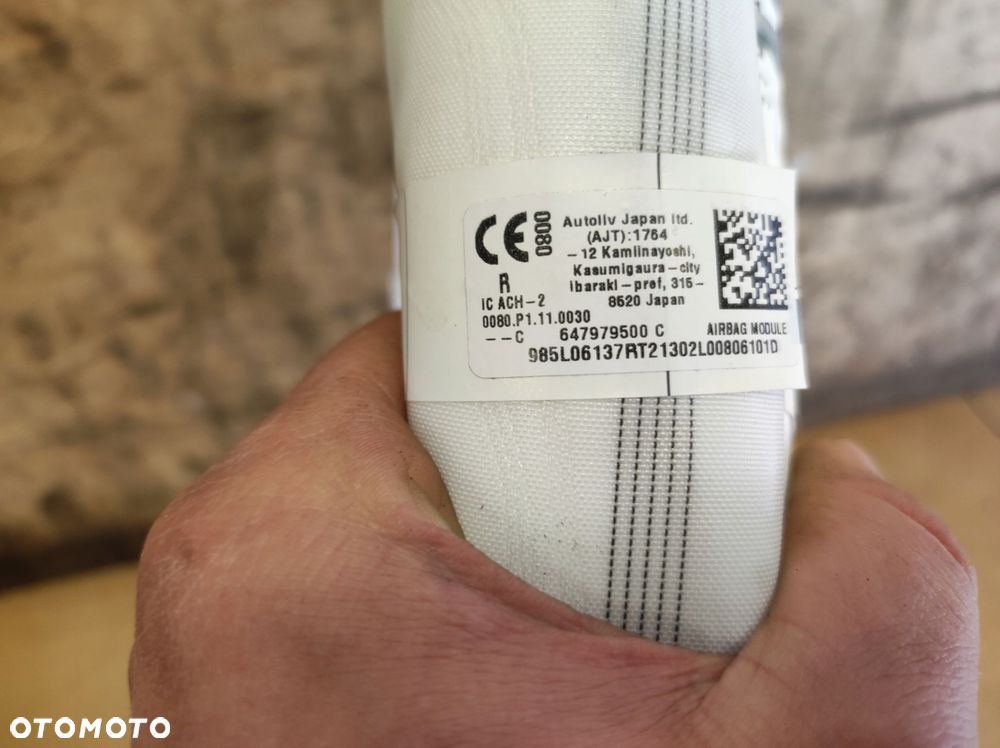 CE 0080
R
IC ACH-2
0080.P1.11.0030
--C
Autoliv Japan ltd.
(AJT):1764
-12 Kamiinayoshi,
Kasumigaura-city
Ibaraki-pref, 315-
8520 Japan
647979500 C
AIRBAG MODULE
985L06137RT21302L00806101D
OTOMOTO